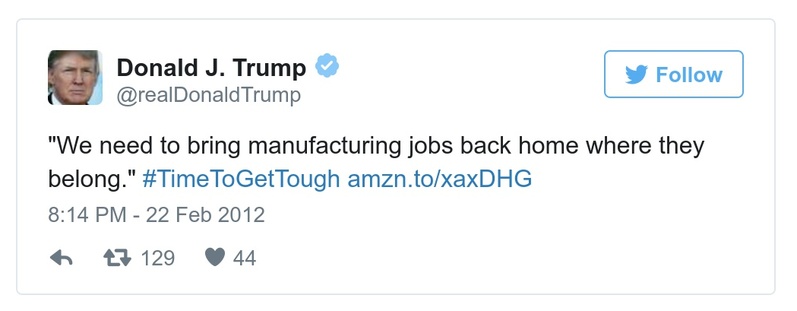 Donald J. Trump
@realDonaldTrump
Follow
"We need to bring manufacturing jobs back home where they
belong." #TimeToGetTough amzn.to/xaxDHG
8:14 PM - 22 Feb 2012
129 44